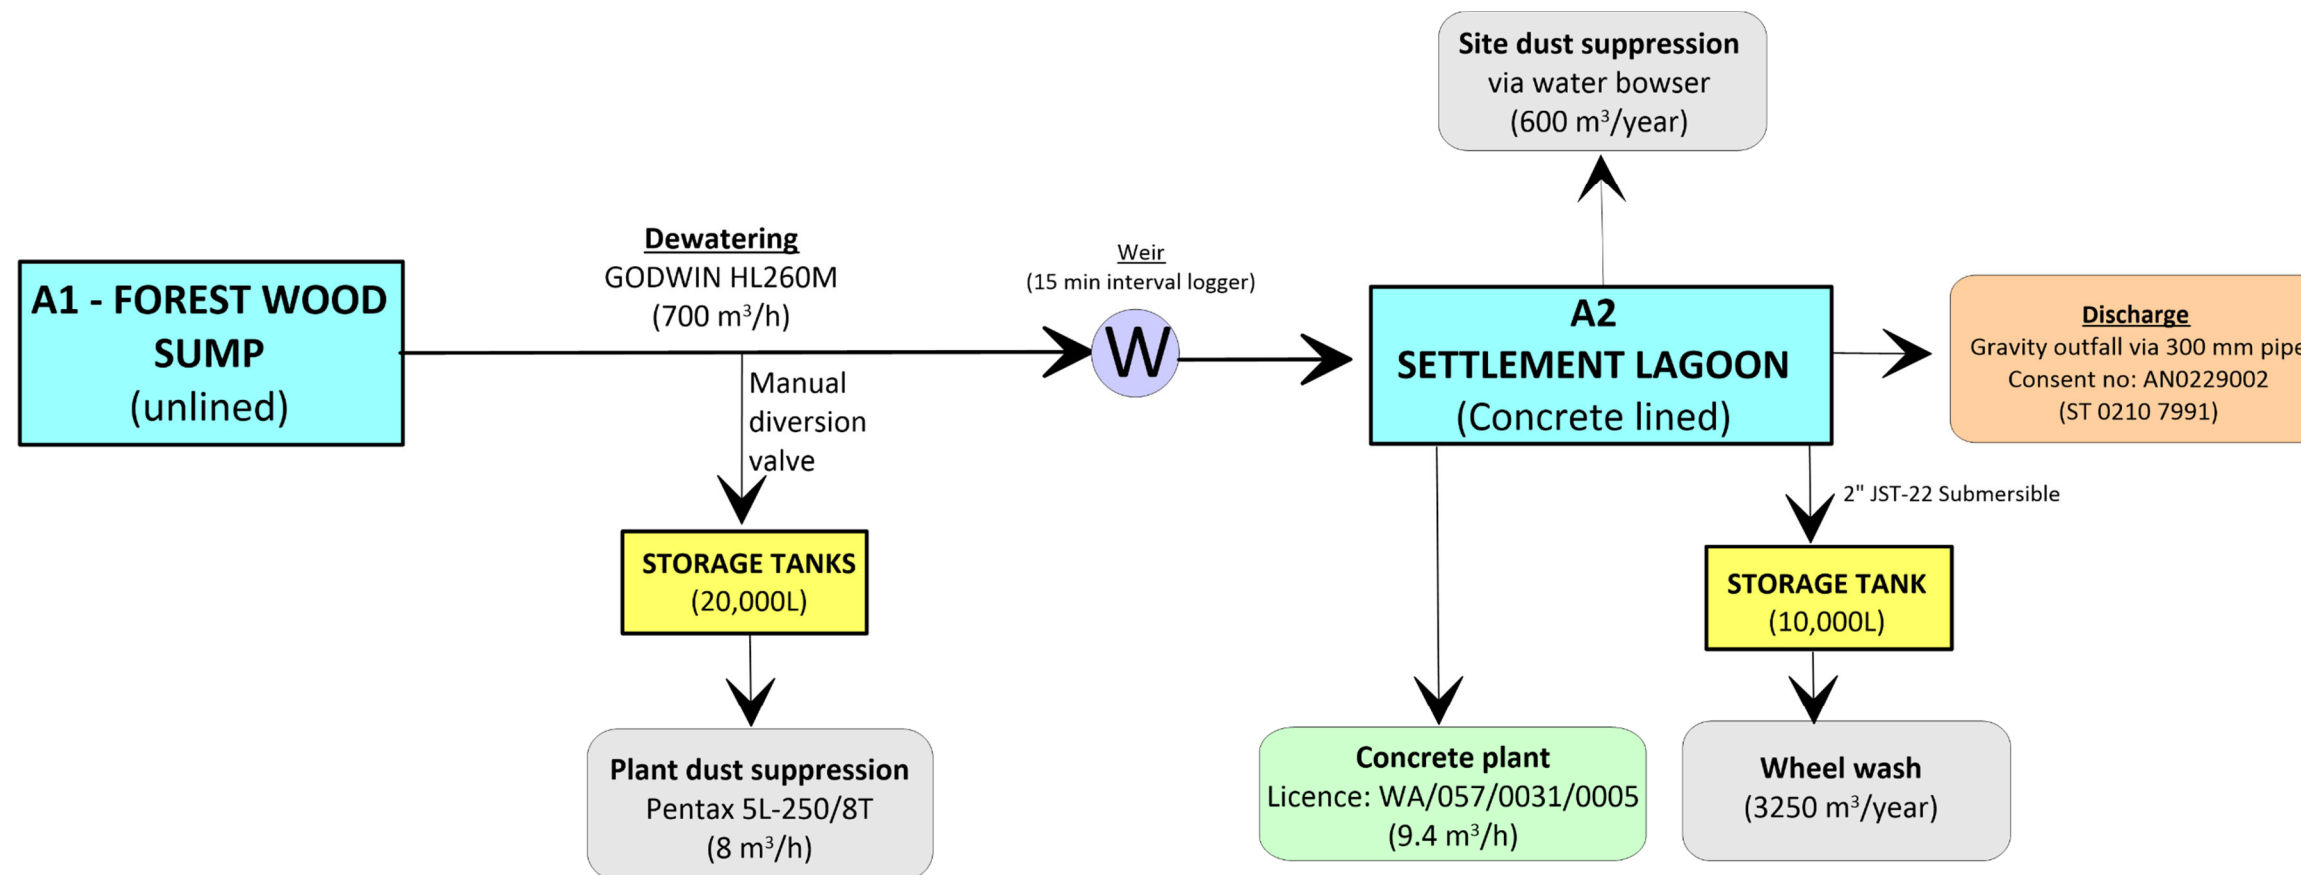 Site dust suppression
via water bowser
(600 m³/year)
Dewatering
GODWIN HL260M
(700 m³/h)
Weir
(15 min interval logger)
A1 - FOREST WOOD
SUMP
(unlined)
W
A2
SETTLEMENT LAGOON
(Concrete lined)
Discharge
Gravity outfall via 300 mm pipe
Consent no: AN0229002
(ST 0210 7991)
Manual
diversion
valve
2" JST-22 Submersible
STORAGE TANKS
(20,000L)
STORAGE TANK
(10,000L)
Plant dust suppression
Pentax 5L-250/8T
(8 m³/h)
Concrete plant
Licence: WA/057/0031/0005
(9.4 m³/h)
Wheel wash
(3250 m³/year)